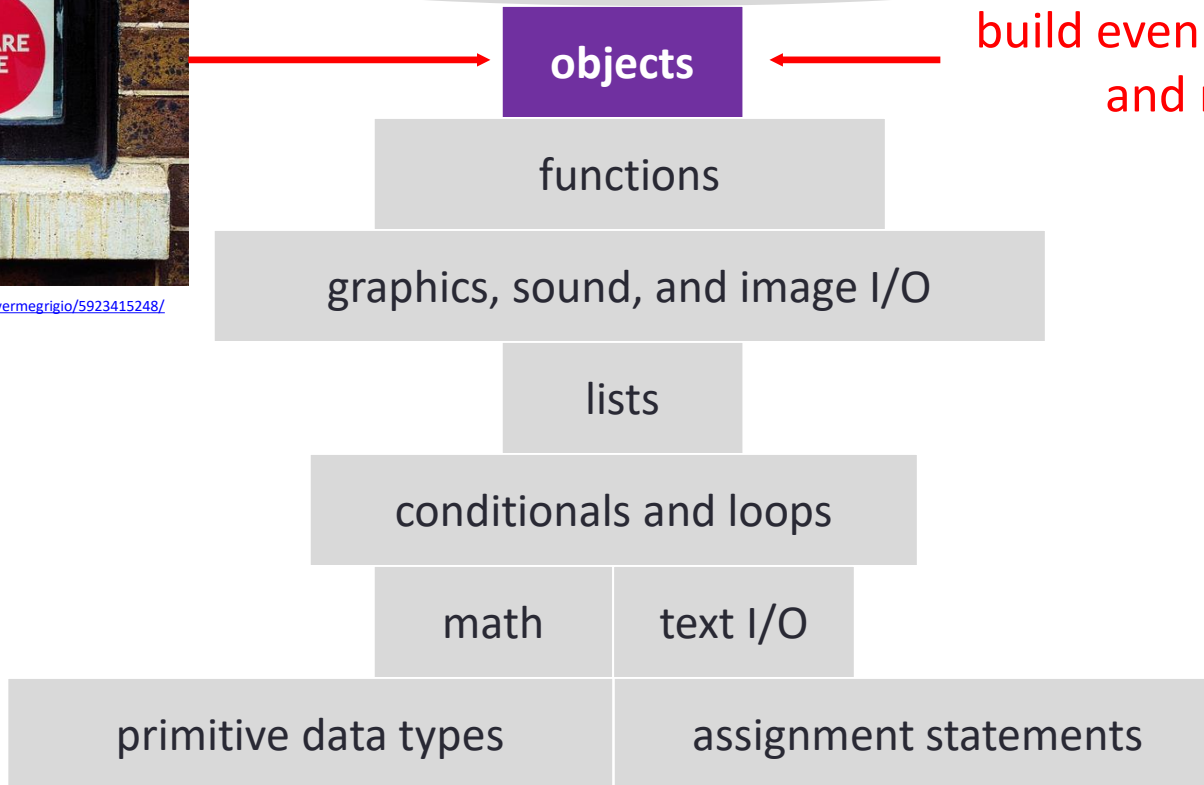 RE
E
objects
build even
and
functions
graphics, sound, and image I/O
vermegrigio/5923415248/
lists
conditionals and loops
math text I/O
primitive data types assignment statements